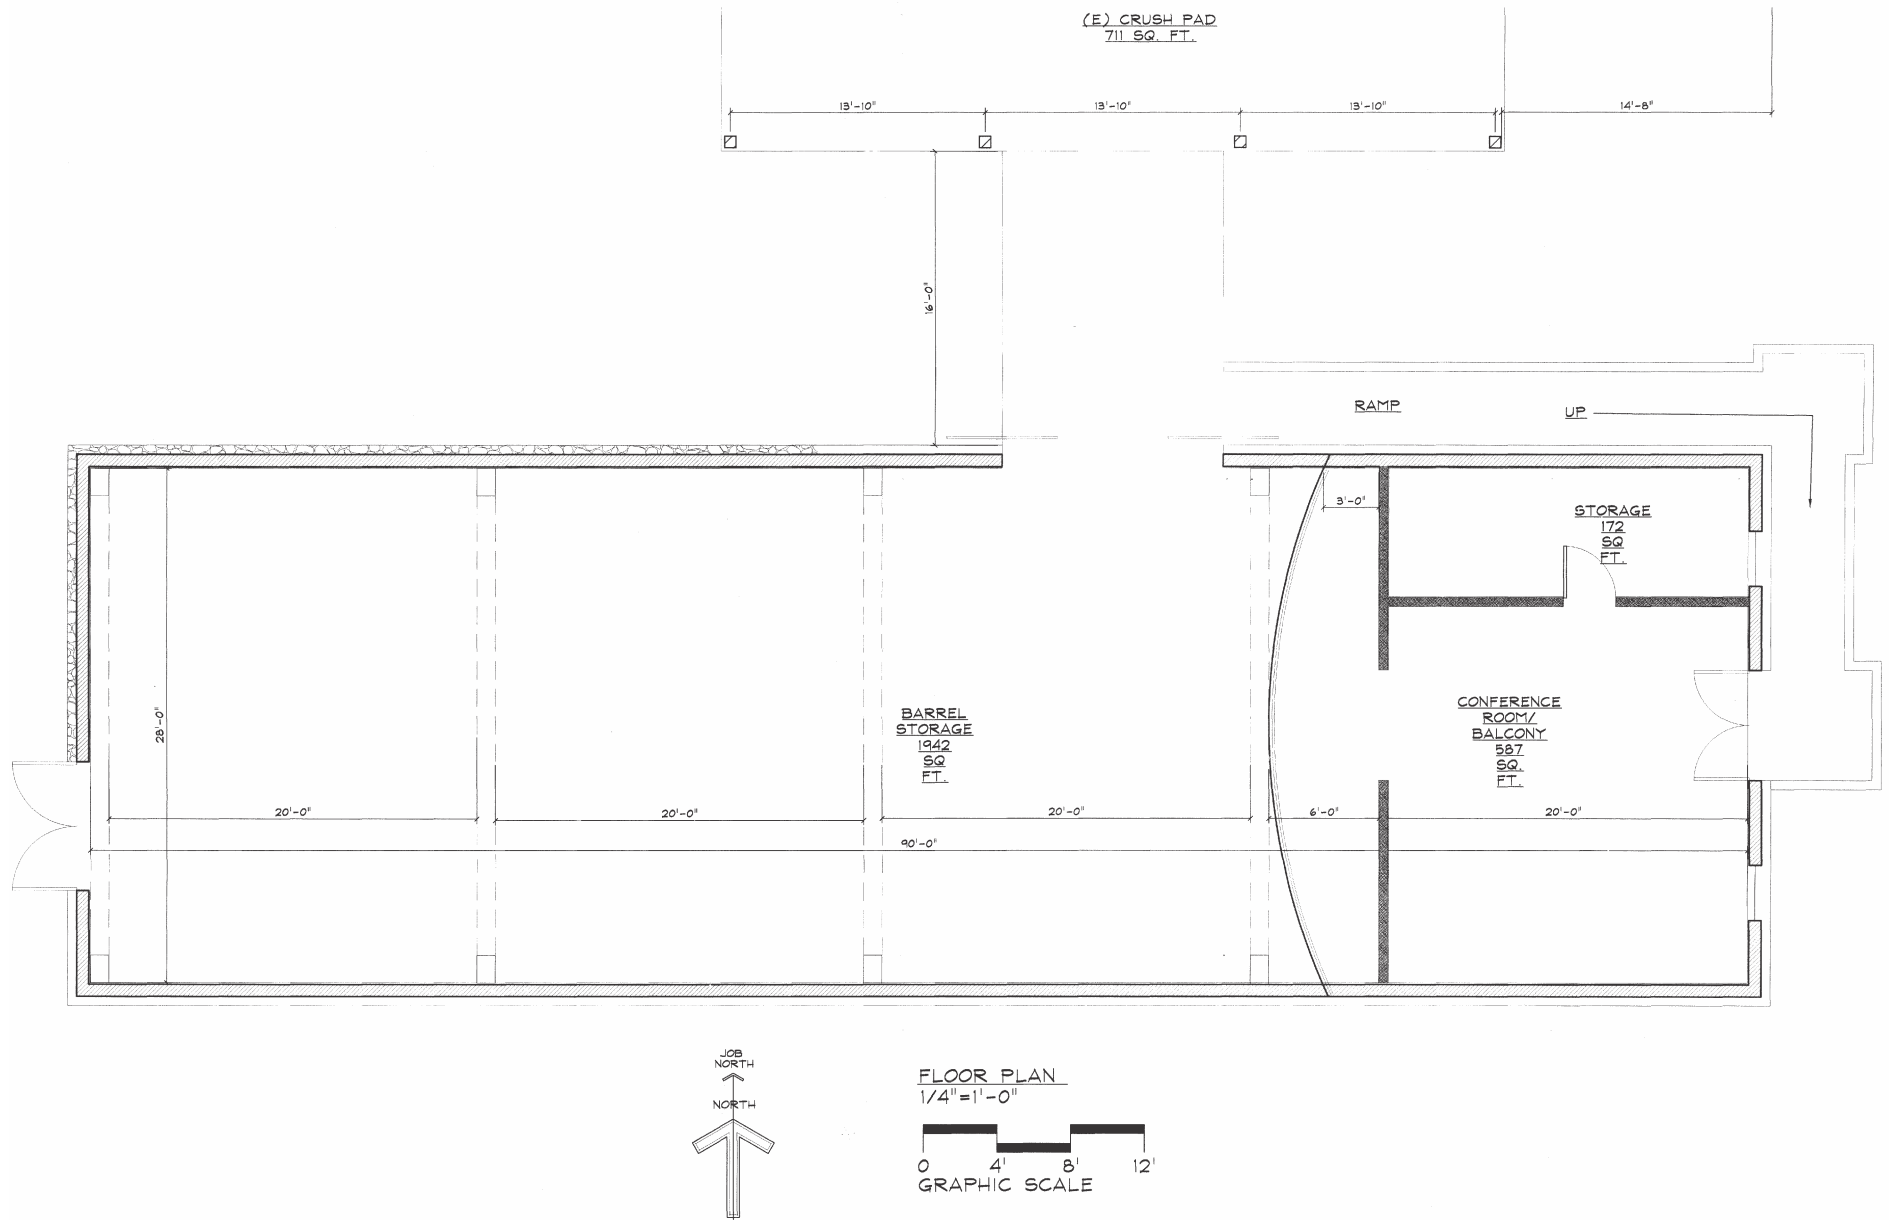 (E) CRUSH PAD
711 SQ. FT.
13'-10"
13'-10"
13'-10"
14'-8"
16'-0"
RAMP
UP
3'-0"
STORAGE
172
SQ
FT.
28'-0"
BARREL
STORAGE
1942
SQ
FT.
CONFERENCE
ROOM/
BALCONY
587
SQ.
FT.
20'-0"
20'-0"
20'-0"
6'-0"
20'-0"
90'-0"
JOB
NORTH
NORTH
FLOOR PLAN
1/4"=1'-0"
0 4' 8' 12'
GRAPHIC SCALE